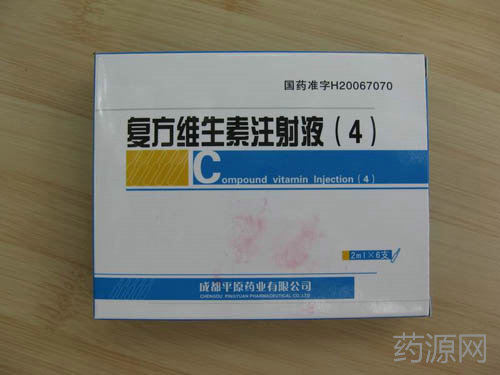 国药准字H20067070
复方维生素注射液(4)
Compound vitamin Injection (4)
2ml×6支
成都平原药业有限公司
CHENGDU PINGYUAN PHARMACEUTICAL CO.,LTD
药源网